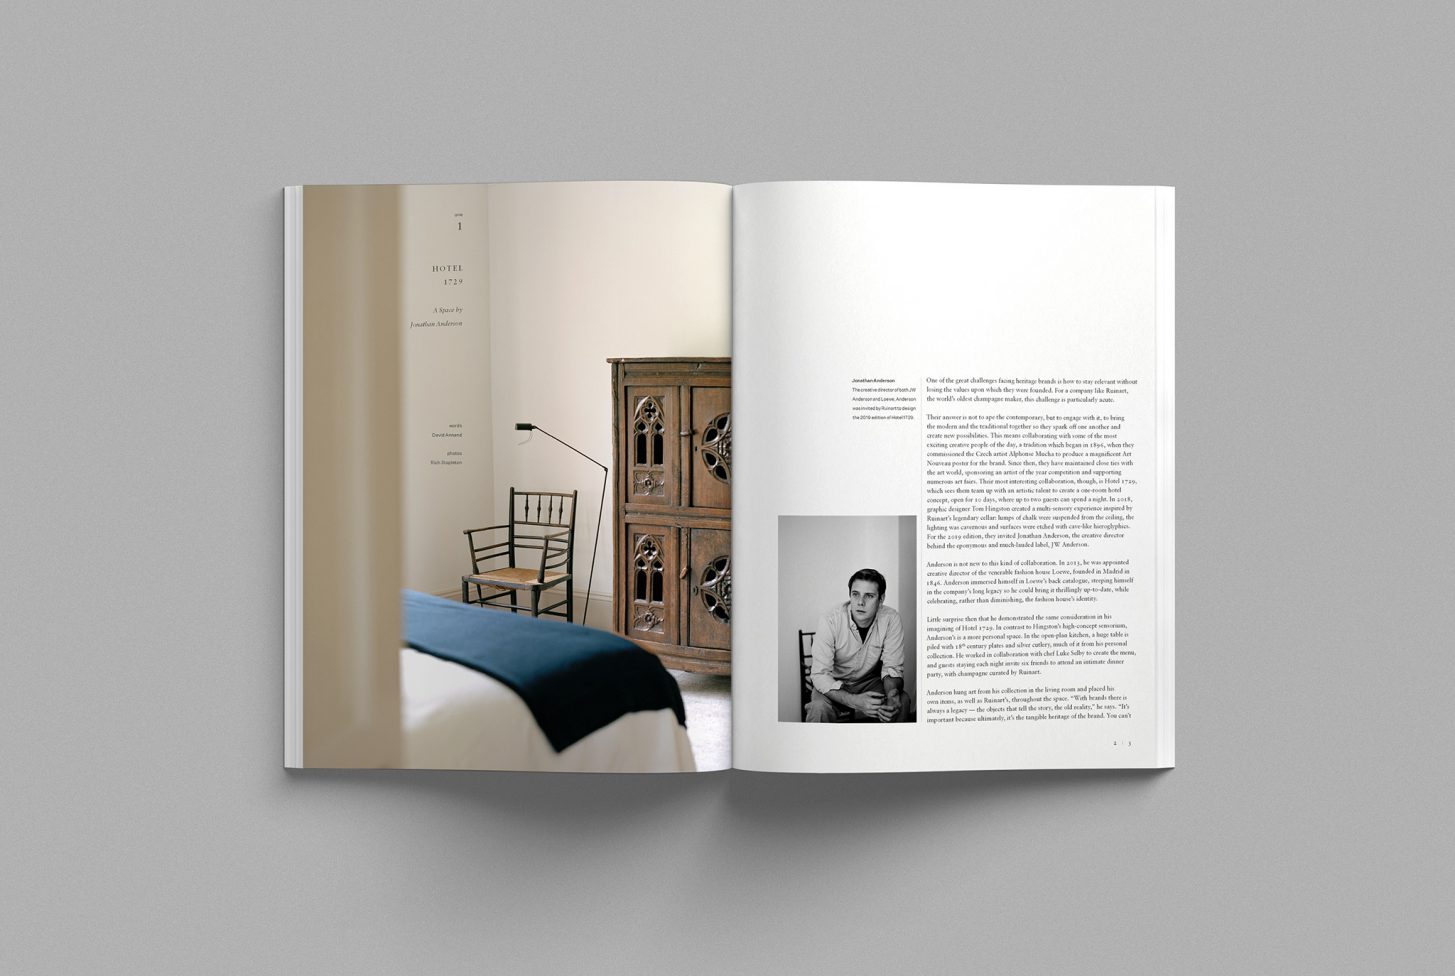 one
1
HOTEL
1729
A Space by
Jonathan Anderson
words
David Annand
photos
Rich Stapleton
Jonathan Anderson
The creative director of both JW
Anderson and Loewe, Anderson
was invited by Ruinart to design
the 2019 edition of Hotel 1729.
One of the great challenges facing heritage brands is how to stay relevant without
losing the values upon which they were founded. For a company like Ruinart,
the world's oldest champagne maker, this challenge is particularly acute.
Their answer is not to ape the contemporary, but to engage with it, to bring
the modern and the traditional together so they spark off one another and
create new possibilities. This means collaborating with some of the most
exciting creative people of the day, a tradition which began in 1896, when they
commissioned the Czech artist Alphonse Mucha to produce a magnificent Art
Nouveau poster for the brand. Since then, they have maintained close ties with
the art world, sponsoring an artist of the year competition and supporting
numerous art fairs. Their most interesting collaboration, though, is Hotel 1729,
which sees them team up with an artistic talent to create a one-room hotel
concept, open for 10 days, where up to two guests can spend a night. In 2018,
graphic designer Tom Hingston created a multi-sensory experience inspired by
Ruinart's legendary cellar: lumps of chalk were suspended from the ceiling, the
lighting was cavernous and surfaces were etched with cave-like hieroglyphics.
For the 2019 edition, they invited Jonathan Anderson, the creative director
behind the eponymous and much-lauded label, JW Anderson.
Anderson is not new to this kind of collaboration. In 2013, he was appointed
creative director of the venerable fashion house Loewe, founded in Madrid in
1846. Anderson immersed himself in Loewe's back catalogue, steeping himself
in the company's long legacy so he could bring it thrillingly up-to-date, while
celebrating, rather than diminishing, the fashion house's identity.
Little surprise then that he demonstrated the same consideration in his
imagining of Hotel 1729. In contrast to Hingston's high-concept sensorium,
Anderson's is a more personal space. In the open-plan kitchen, a huge table is
piled with 18th century plates and silver cutlery, much of it from his personal
collection. He worked in collaboration with chef Luke Selby to create the menu,
and guests staying each night invite six friends to attend an intimate dinner
party, with champagne curated by Ruinart.
Anderson hung art from his collection in the living room and placed his
own items, as well as Ruinart's, throughout the space. “With brands there is
always a legacy — the objects that tell the story, the old reality,” he says. “It's
important because ultimately, it's the tangible heritage of the brand. You can't
2 | 3